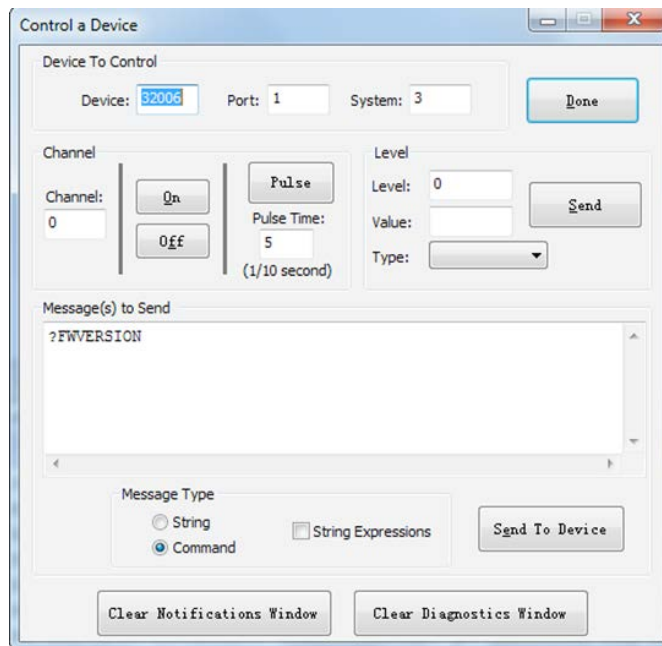 Control a Device
Device To Control
Device: 32006 Port: 1 System: 3
Done
Channel
Channel:
0
On
Off
Pulse
Pulse Time:
5
(1/10 second)
Level
Level: 0
Value:
Type:
Send
Message(s) to Send
?FWVERSION
Message Type
String
Command
String Expressions
Send To Device
Clear Notifications Window
Clear Diagnostics Window